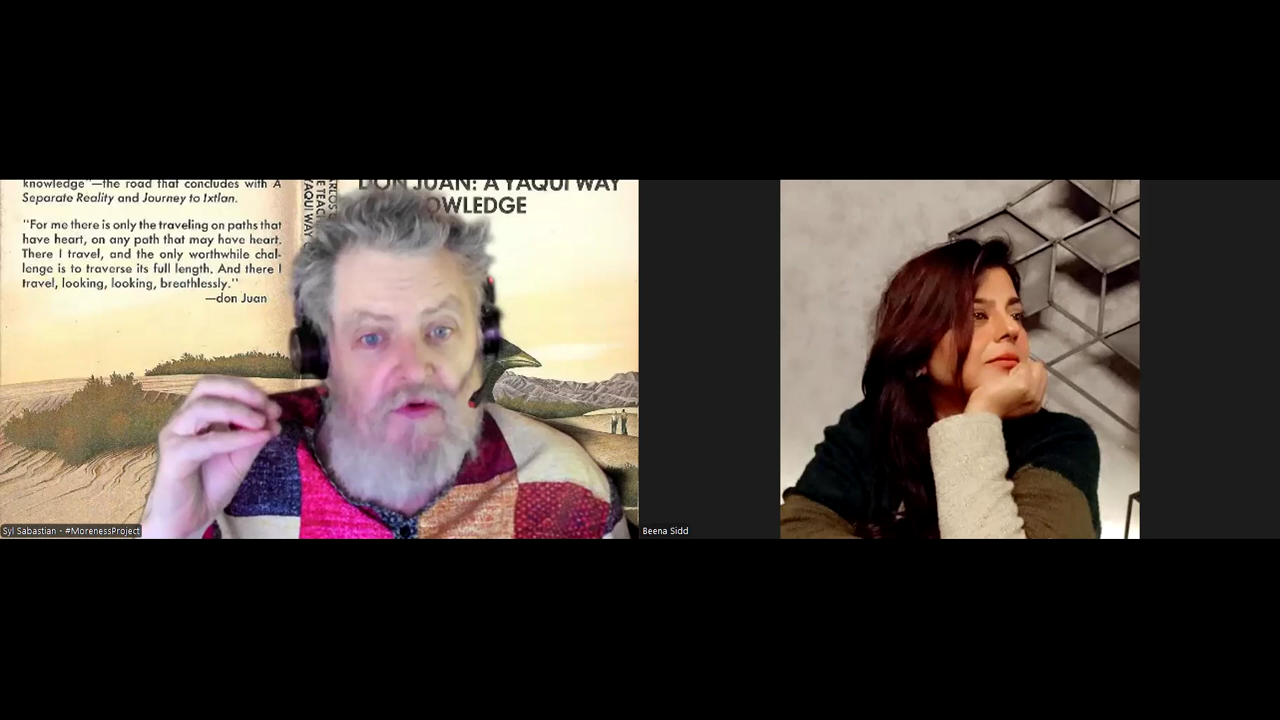 knowledge"—the road that concludes with A
Separate Reality and Journey to Ixtlan.
"For me there is only the traveling on paths that
have heart, on any path that may have heart.
There I travel, and the only worthwhile chal-
lenge is to traverse its full length. And there I
travel, looking, looking, breathlessly."
—don Juan
YAQUI WAY
DON JUAN: A YAQUI WAY
OWLEDGE
Syl Sabastian - #MorenessProject
Beena Sidd